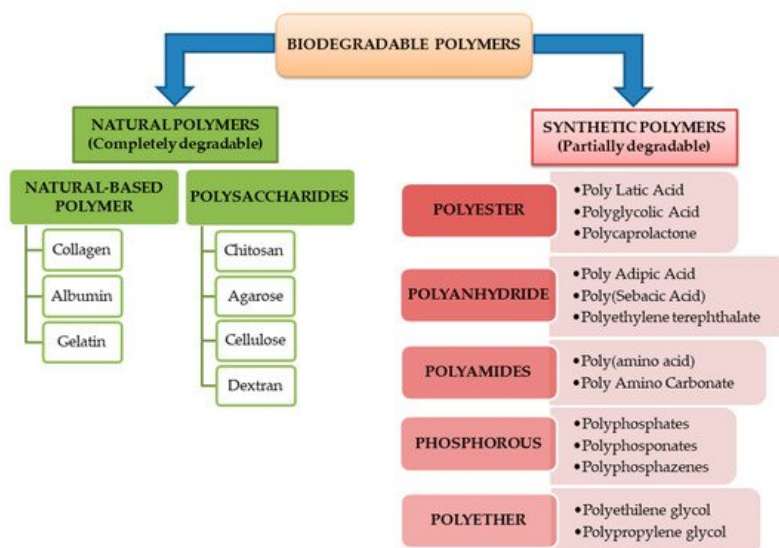 BIODEGRADABLE POLYMERS
NATURAL POLYMERS
(Completely degradable)
NATURAL-BASED
POLYMER
Collagen
Albumin
Gelatin
POLYSACCHARIDES
Chitosan
Agarose
Cellulose
Dextran
SYNTHETIC POLYMERS
(Partially degradable)
POLYESTER
•Poly Latic Acid
•Polyglycolic Acid
•Polycaprolactone
POLYANHYDRIDE
•Poly Adipic Acid
•Poly(Sebacic Acid)
•Polyethylene terephthalate
POLYAMIDES
•Poly(amino acid)
•Poly Amino Carbonate
PHOSPHOROUS
•Polyphosphates
•Polyphosponates
•Polyphosphazenes
POLYETHER
•Polyethilene glycol
•Polypropylene glycol